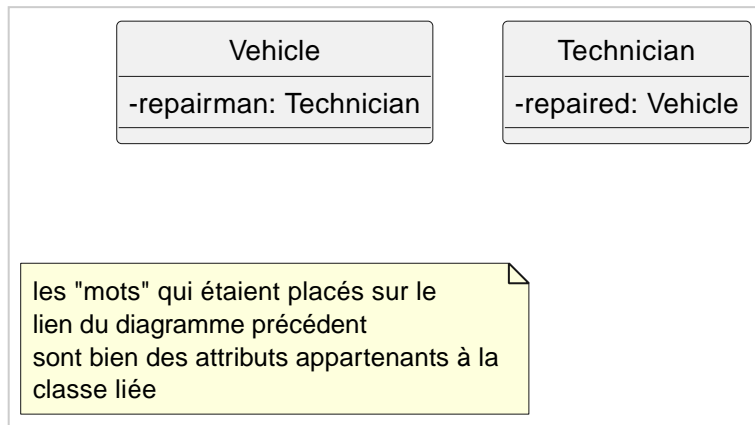 Vehicle
-repairman: Technician
Technician
-repaired: Vehicle
les "mots" qui étaient placés sur le
lien du diagramme précédent
sont bien des attributs appartenants à la
classe liée